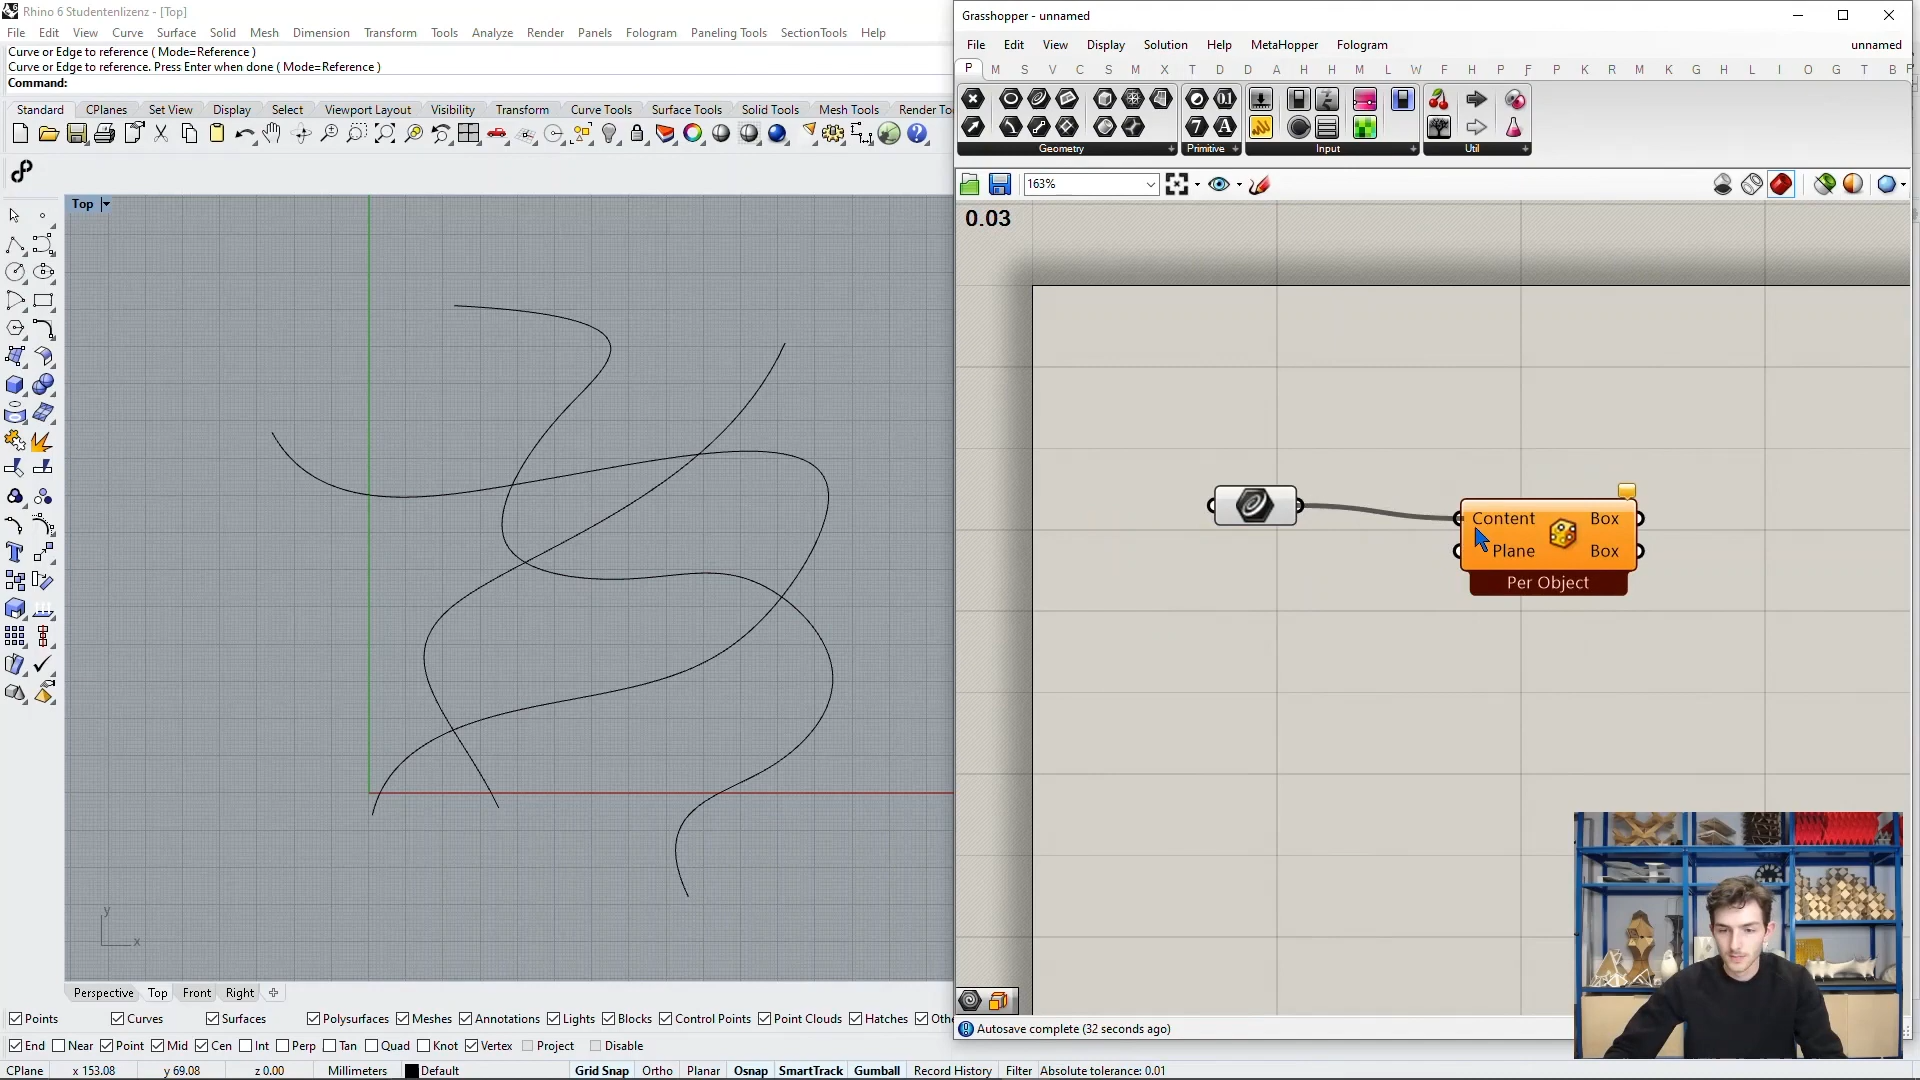 Rhino 6 Studentenlizenz - [Top]
File Edit View Curve Surface Solid Mesh Dimension Transform Tools Analyze Render Panels Fologram Paneling Tools SectionTools Help
Curve or Edge to reference ( Mode=Reference )
Curve or Edge to reference. Press Enter when done ( Mode=Reference )
Command:
Standard CPlanes Set View Display Select Viewport Layout Visibility Transform Curve Tools Surface Tools Solid Tools Mesh Tools Render To
Top
y
x
Perspective Top Front Right
Points Curves Surfaces Polysurfaces Meshes Annotations Lights Blocks Control Points Point Clouds Hatches Oth
End Near Point Mid Cen Int Perp Tan Quad Knot Vertex Project Disable
CPlane x 153.08 y 69.08 z 0.00 Millimeters Default Grid Snap Ortho Planar Osnap SmartTrack Gumball Record History Filter Absolute tolerance: 0.01
Grasshopper - unnamed
File Edit View Display Solution Help MetaHopper Fologram unnamed
P M S V C S M X T D D A H H M L W F H P F P K R M K G H L I O G T B P
Geometry Primitive Input Util
163%
0.03
Content Box
Plane Box
Per Object
Autosave complete (32 seconds ago)